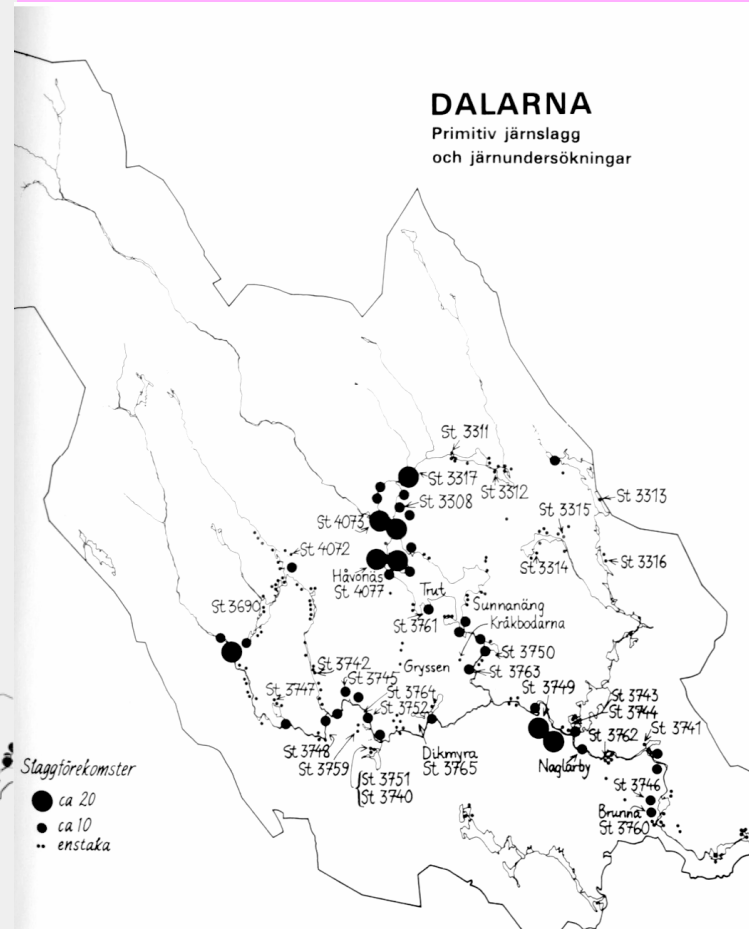 DALARNA
Primitiv järnslagg
och järnundersökningar
St 3311
St 3317
St 3312
St 3308
St 3313
St 3315
St 4073
St 4072
St 3314
St 3316
Håvonäs
St 4077
Trut
St 3690
St 3761
Sunnanäng
Kråkbodarna
St 3750
Gryssen
St 3763
St 3742
St 3745
St 3747
St 3764
St 3752
St 3749
St 3743
St 3744
St 3741
St 3762
St 3748
St 3759
Dikmyra
St 3765
Naglarby
St 3751
St 3740
St 3746
Brunna
St 3760
Slaggförekomster
ca 20
ca 10
enstaka